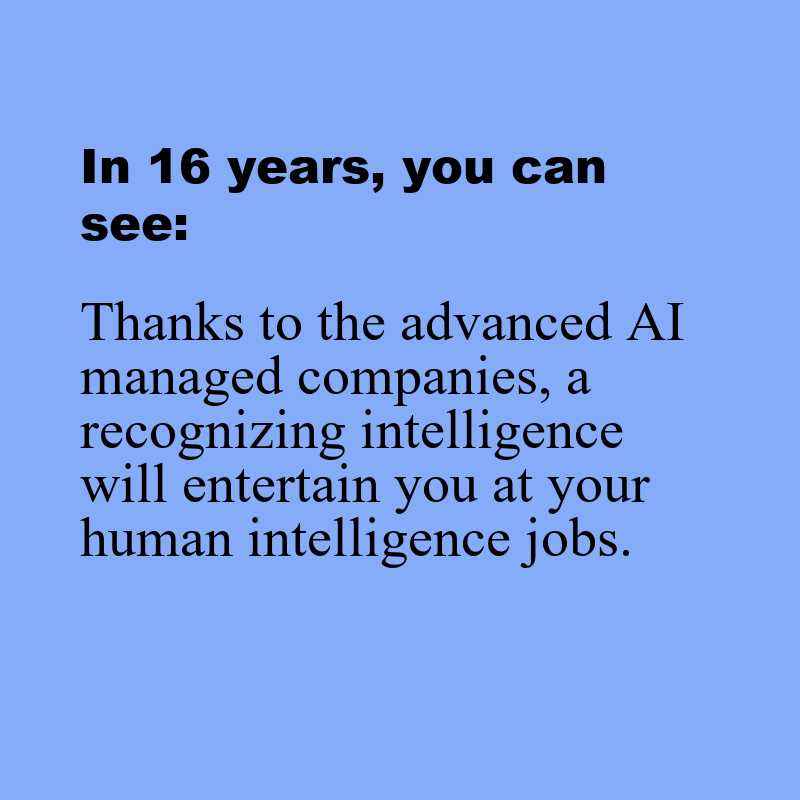 In 16 years, you can
see:
Thanks to the advanced AI
managed companies, a
recognizing intelligence
will entertain you at your
human intelligence jobs.